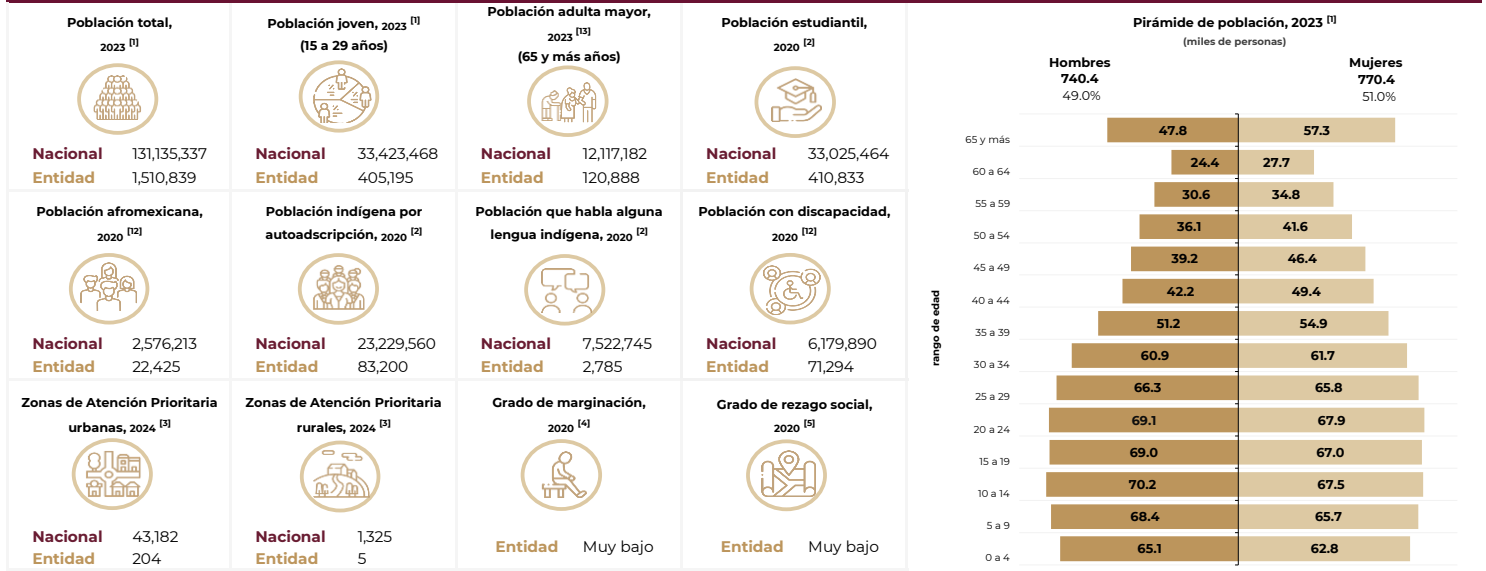 Población total,
2023 [1]
Nacional 131,135,337
Entidad 1,510,839
Población joven, 2023 [1]
(15 a 29 años)
Nacional 33,423,468
Entidad 405,195
Población adulta mayor,
2023 [13]
(65 y más años)
Nacional 12,117,182
Entidad 120,888
Población estudiantil,
2020 [2]
Nacional 33,025,464
Entidad 410,833
Población afromexicana,
2020 [12]
Nacional 2,576,213
Entidad 22,425
Población indígena por
autoadscripción, 2020 [2]
Nacional 23,229,560
Entidad 83,200
Población que habla alguna
lengua indígena, 2020 [2]
Nacional 7,522,745
Entidad 2,785
Población con discapacidad,
2020 [12]
Nacional 6,179,890
Entidad 71,294
Zonas de Atención Prioritaria
urbanas, 2024 [3]
Nacional 43,182
Entidad 204
Zonas de Atención Prioritaria
rurales, 2024 [3]
Nacional 1,325
Entidad 5
Grado de marginación,
2020 [4]
Entidad Muy bajo
Grado de rezago social,
2020 [5]
Entidad Muy bajo
Pirámide de población, 2023 [1]
(miles de personas)
Hombres Mujeres
740.4 770.4
49.0% 51.0%
rango de edad
65 y más 47.8 57.3
60 a 64 24.4 27.7
55 a 59 30.6 34.8
50 a 54 36.1 41.6
45 a 49 39.2 46.4
40 a 44 42.2 49.4
35 a 39 51.2 54.9
30 a 34 60.9 61.7
25 a 29 66.3 65.8
20 a 24 69.1 67.9
15 a 19 69.0 67.0
10 a 14 70.2 67.5
5 a 9 68.4 65.7
0 a 4 65.1 62.8